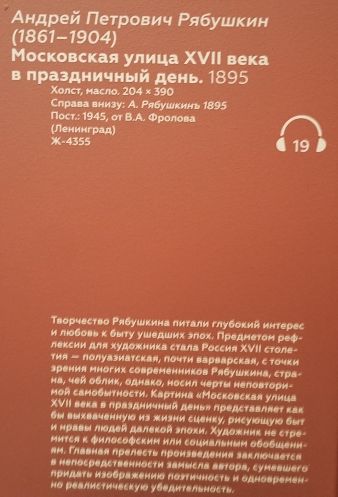 Андрей Петрович Рябушкин
(1861–1904)
Московская улица XVII века
в праздничный день. 1895
Холст, масло. 204 × 390
Справа внизу: А. Рябушкинъ 1895
Пост.: 1945, от В.А. Фролова
(Ленинград)
Ж-4355
19
Творчество Рябушкина питали глубокий интерес
и любовь к быту ушедших эпох. Предметом реф-
лексии для художника стала Россия XVII столе-
тия — полуазиатская, почти варварская, с точки
зрения многих современников Рябушкина, стра-
на, чей облик, однако, носил черты неповтори-
мой самобытности. Картина «Московская улица
XVII века в праздничный день» представляет как
бы выхваченную из жизни сценку, рисующую быт
и нравы людей далекой эпохи. Художник не стре-
мится к философским или социальным обобщени-
ям. Главная прелесть произведения заключается
в непосредственности замысла автора, сумевшего
придать изображению поэтичность и одновремен-
но реалистическую убедительность.